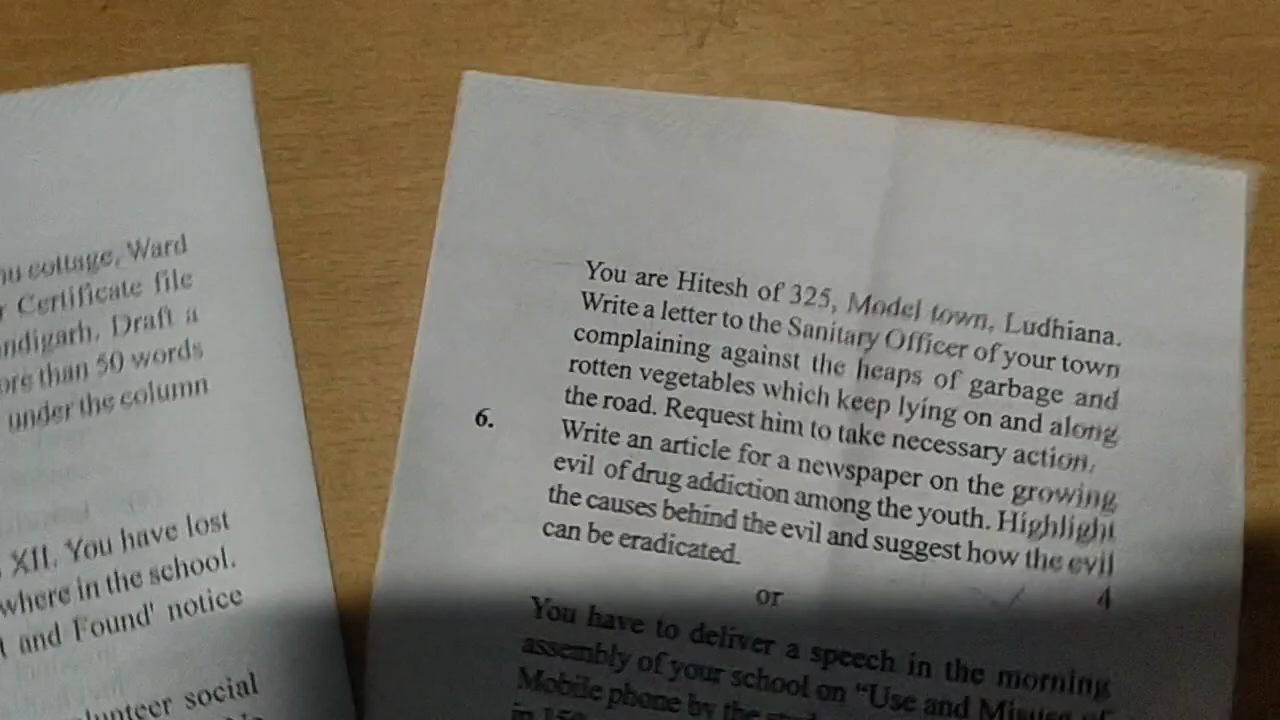 cottage, Ward
Certificate file
Draft a
than 50 words
under the column
XII. You have lost
where in the school.
and Found' notice
social
You are Hitesh of 325, Model town, Ludhiana.
Write a letter to the Sanitary Officer of your town
complaining against the heaps of garbage and
rotten vegetables which keep lying on and along
the road. Request him to take necessary action.
6. Write an article for a newspaper on the growing
evil of drug addiction among the youth. Highlight
the causes behind the evil and suggest how the evil
can be eradicated.
4
or
You have to deliver a speech in the morning
assembly of your school on "Use and Misuse of
Mobile phone by the
in